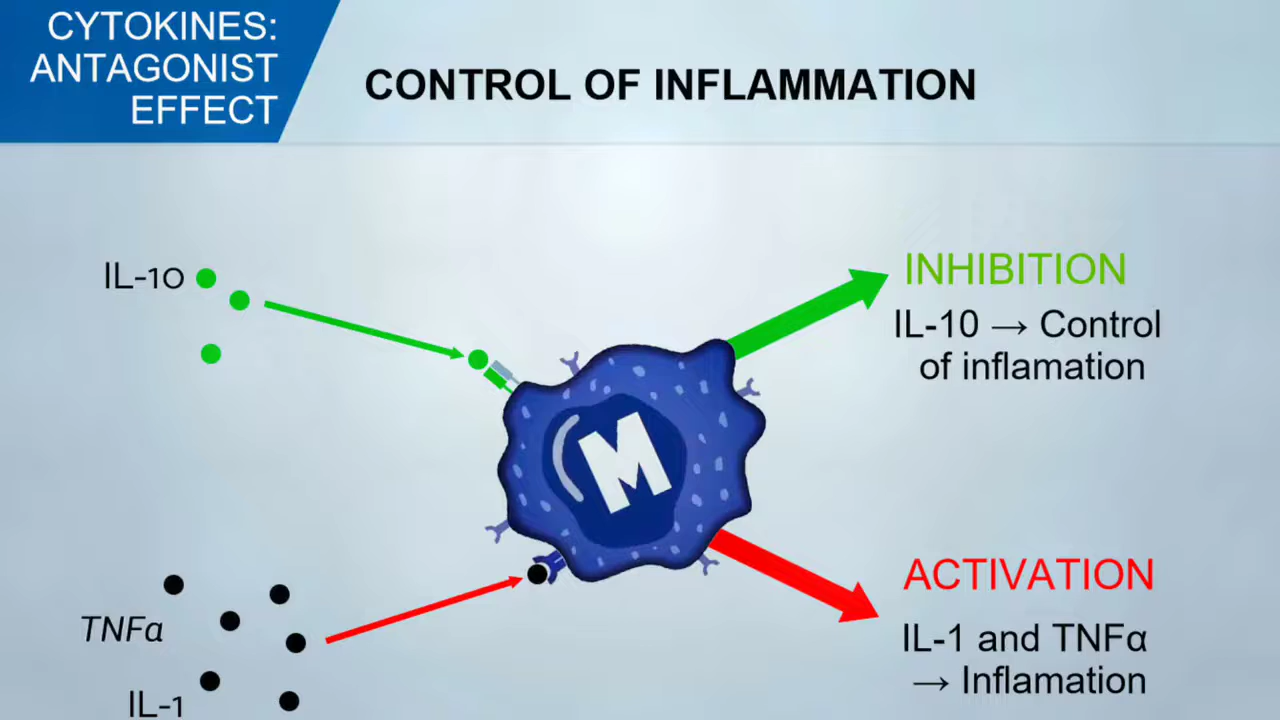 CYTOKINES:
ANTAGONIST
EFFECT
CONTROL OF INFLAMMATION
IL-10
INHIBITION
IL-10 → Control
of inflamation
M
ACTIVATION
TNFα
IL-1 and TNFα
→ Inflamation
IL-1